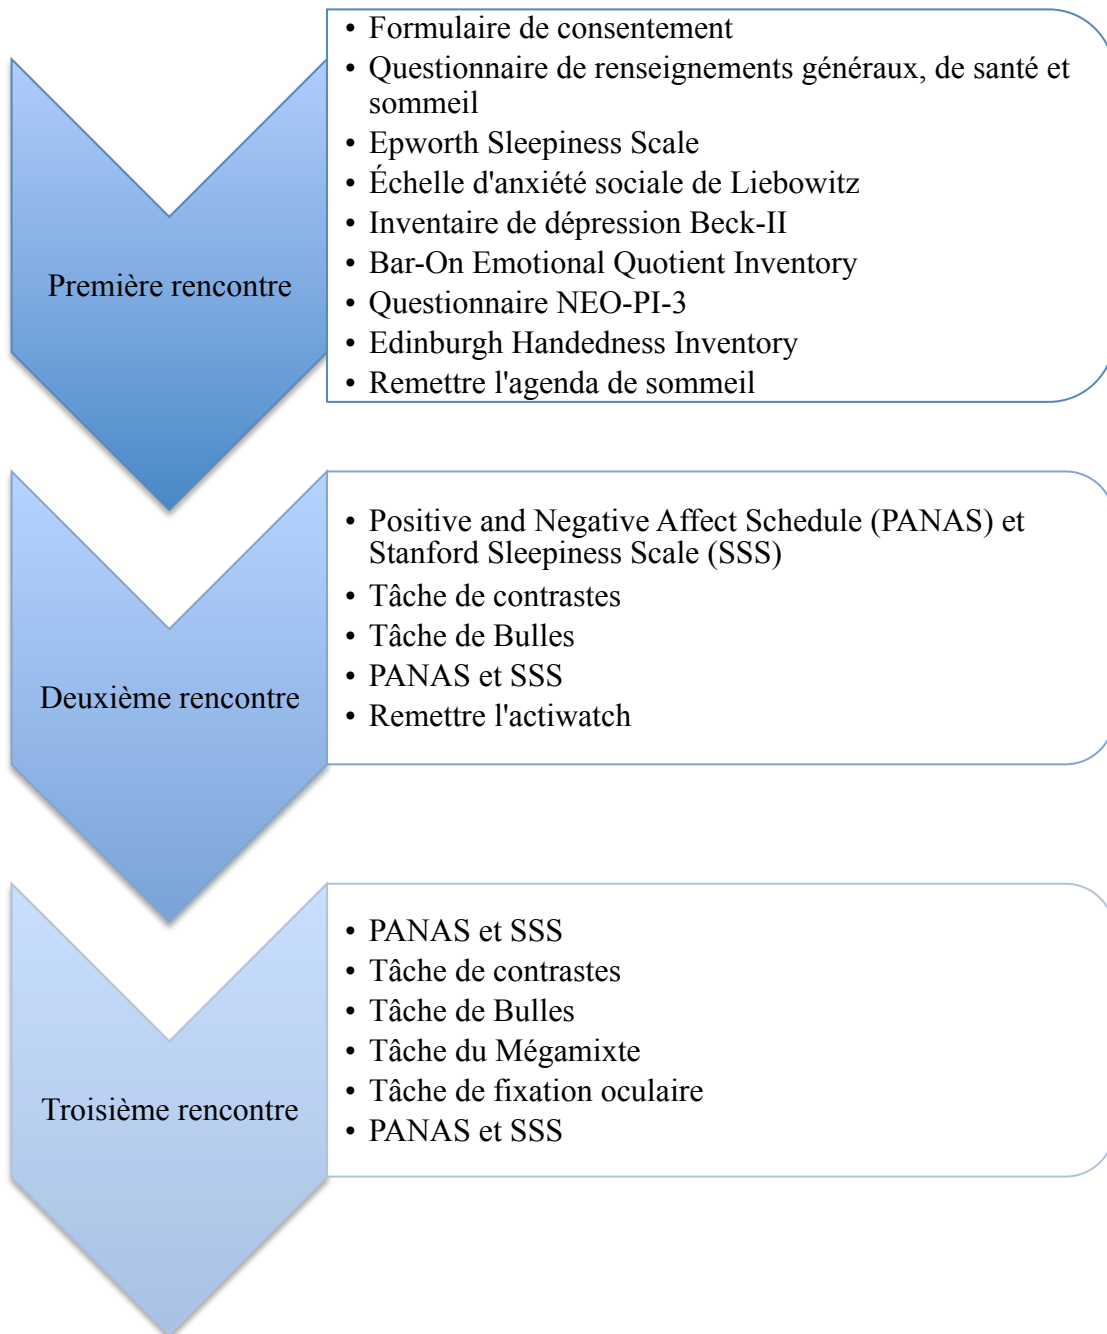 Première rencontre
• Formulaire de consentement
• Questionnaire de renseignements généraux, de santé et
sommeil
• Epworth Sleepiness Scale
• Échelle d'anxiété sociale de Liebowitz
• Inventaire de dépression Beck-II
• Bar-On Emotional Quotient Inventory
• Questionnaire NEO-PI-3
• Edinburgh Handedness Inventory
• Remettre l'agenda de sommeil
Deuxième rencontre
• Positive and Negative Affect Schedule (PANAS) et
Stanford Sleepiness Scale (SSS)
• Tâche de contrastes
• Tâche de Bulles
• PANAS et SSS
• Remettre l'actiwatch
Troisième rencontre
• PANAS et SSS
• Tâche de contrastes
• Tâche de Bulles
• Tâche du Mégamixte
• Tâche de fixation oculaire
• PANAS et SSS